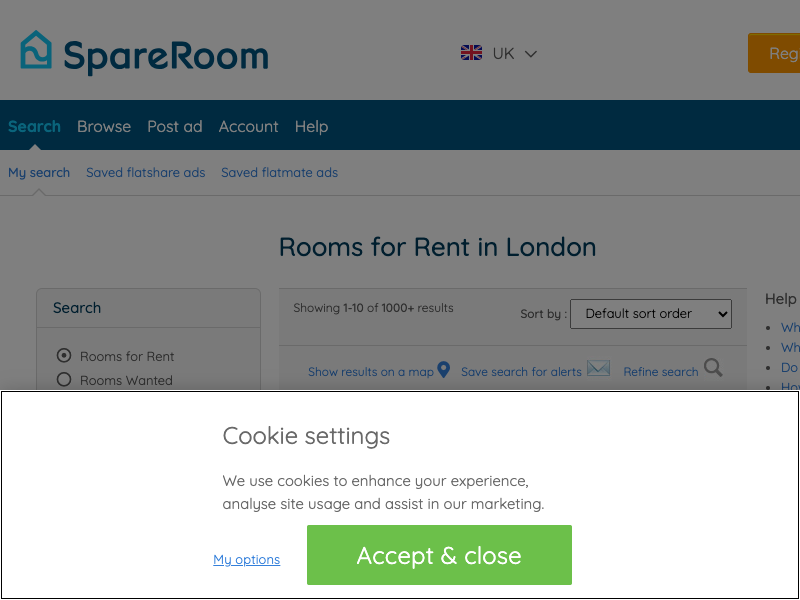 SpareRoom
UK
Reg
Search Browse Post ad Account Help
My search Saved flatshare ads Saved flatmate ads
Rooms for Rent in London
Search
Rooms for Rent
Rooms Wanted
Showing 1-10 of 1000+ results
Sort by : Default sort order
Show results on a map Save search for alerts Refine search
Help
Wh
Wh
Do
How
Cookie settings
We use cookies to enhance your experience,
analyse site usage and assist in our marketing.
My options
Accept & close